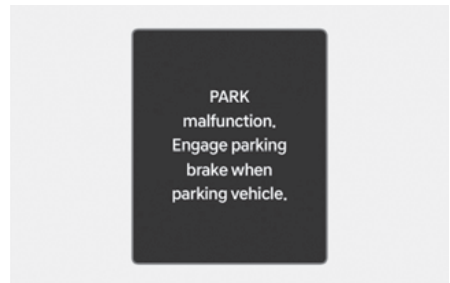 PARK
malfunction.
Engage parking
brake when
parking vehicle.